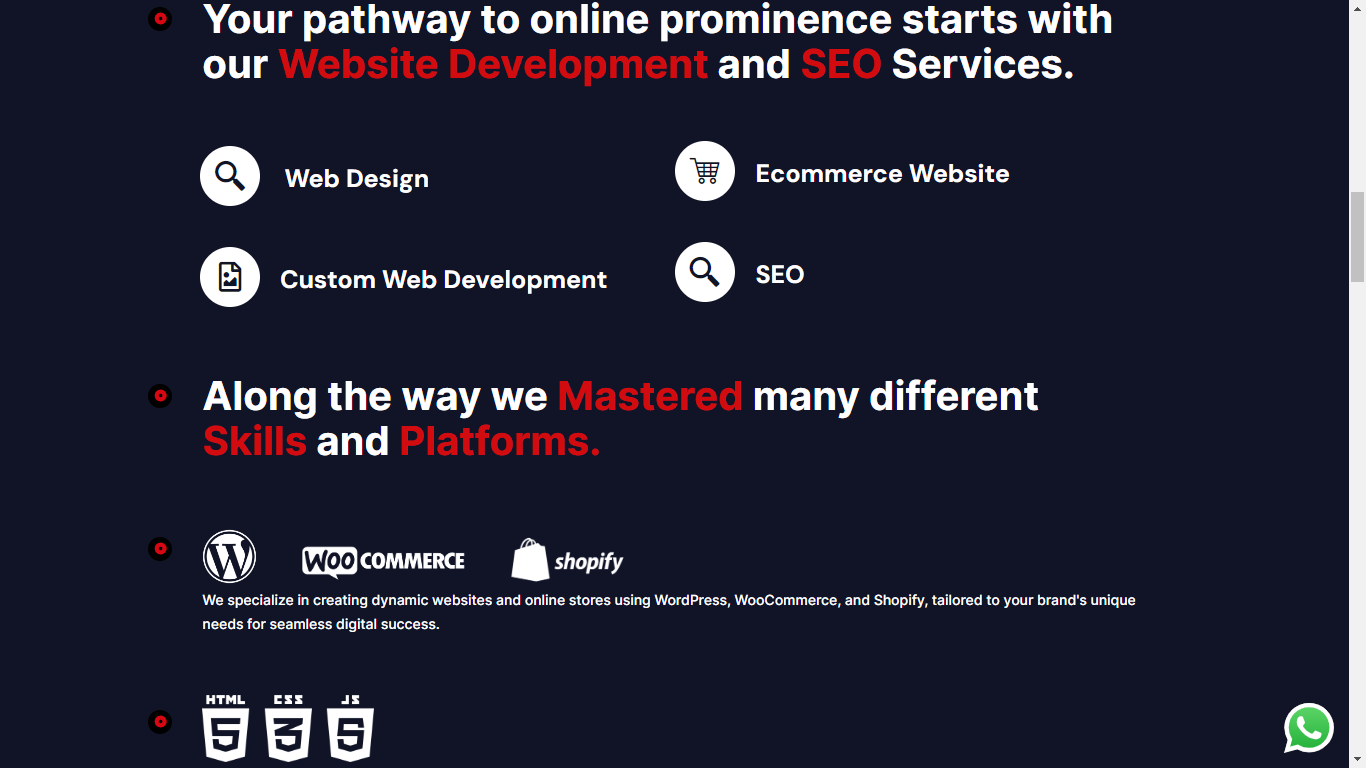 Your pathway to online prominence starts with
our Website Development and SEO Services.
Web Design
Ecommerce Website
Custom Web Development
SEO
Along the way we Mastered many different
Skills and Platforms.
W WOO COMMERCE shopify
We specialize in creating dynamic websites and online stores using WordPress, WooCommerce, and Shopify, tailored to your brand's unique
needs for seamless digital success.
HTML CSS JS
5 3 S